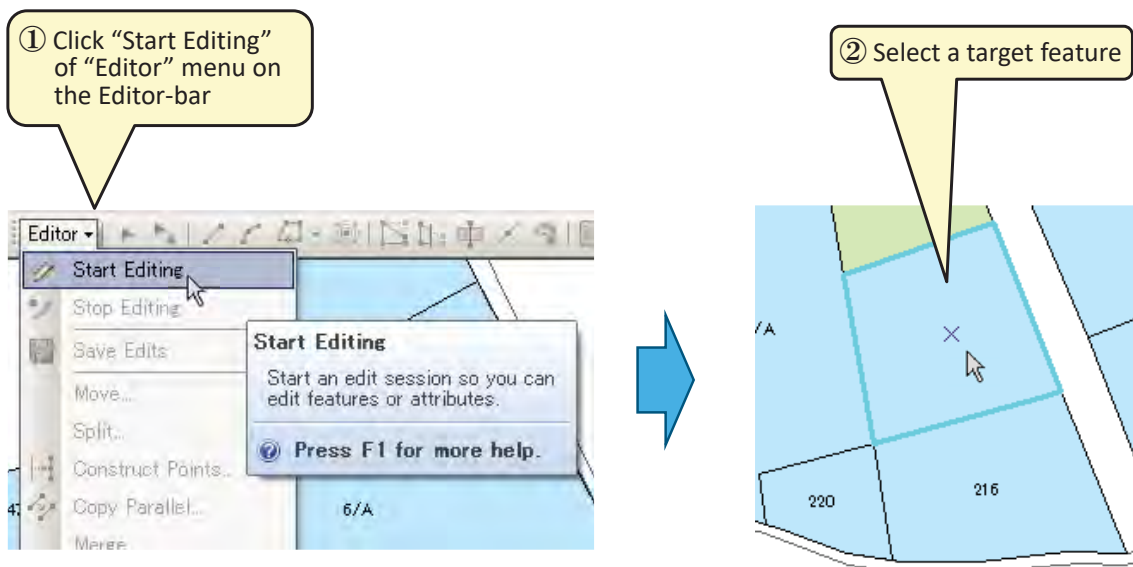 ① Click “Start Editing”
of “Editor” menu on
the Editor-bar
② Select a target feature
Editor
Start Editing
Stop Editing
Save Edits
Move...
Split...
Construct Points...
Copy Parallel...
Merge
Start Editing
Start an edit session so you can
edit features or attributes.
Press F1 for more help.
6/A
/A
220
216